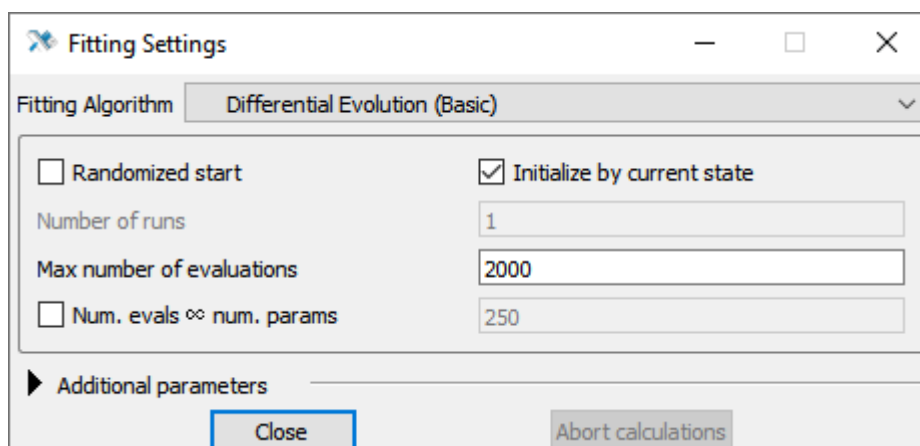 Fitting Settings
Fitting Algorithm Differential Evolution (Basic)
Randomized start Initialize by current state
Number of runs 1
Max number of evaluations 2000
Num. evals ∞ num. params 250
Additional parameters
Close Abort calculations